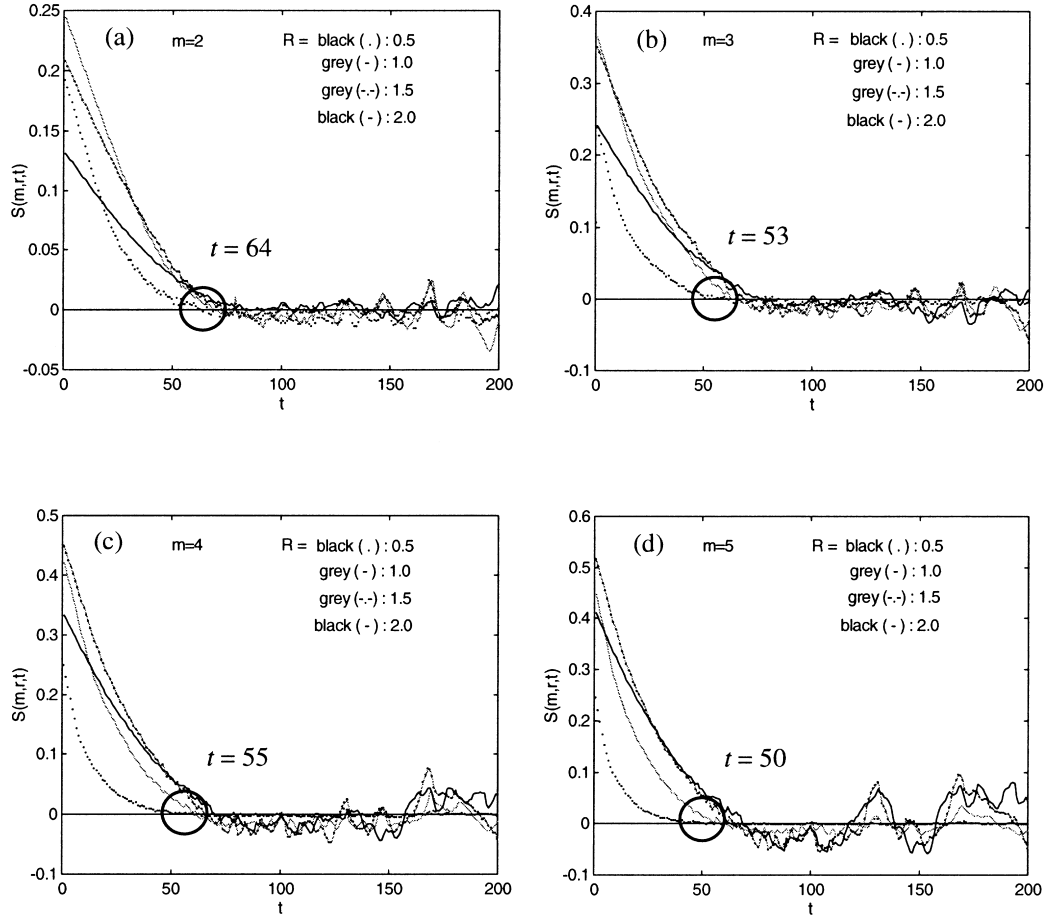 (a) m=2 R = black ( . ) : 0.5
grey ( - ) : 1.0
grey (-.-) : 1.5
black ( - ) : 2.0
t = 64
S(m,r,t)
0.25
0.20
0.15
0.1
0.05
0
-0.05
0 50 100 150 200
t
(b) m=3 R = black ( . ) : 0.5
grey ( - ) : 1.0
grey (-.-) : 1.5
black ( - ) : 2.0
t = 53
S(m,r,t)
0.4
0.3
0.2
0.1
0
-0.1
0 50 100 150 200
t
(c) m=4 R = black ( . ) : 0.5
grey ( - ) : 1.0
grey (-.-) : 1.5
black ( - ) : 2.0
t = 55
S(m,r,t)
0.5
0.4
0.3
0.2
0.1
0
-0.1
0 50 100 150 200
t
(d) m=5 R = black ( . ) : 0.5
grey ( - ) : 1.0
grey (-.-) : 1.5
black ( - ) : 2.0
t = 50
S(m,r,t)
0.6
0.5
0.4
0.3
0.2
0.1
0
-0.1
0 50 100 150 200
t